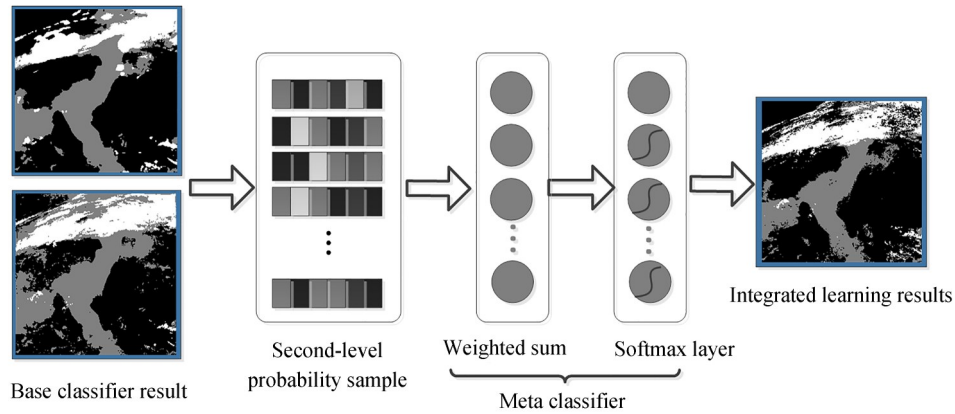 Base classifier result
Second-level
probability sample
Weighted sum
Softmax layer
Meta classifier
Integrated learning results